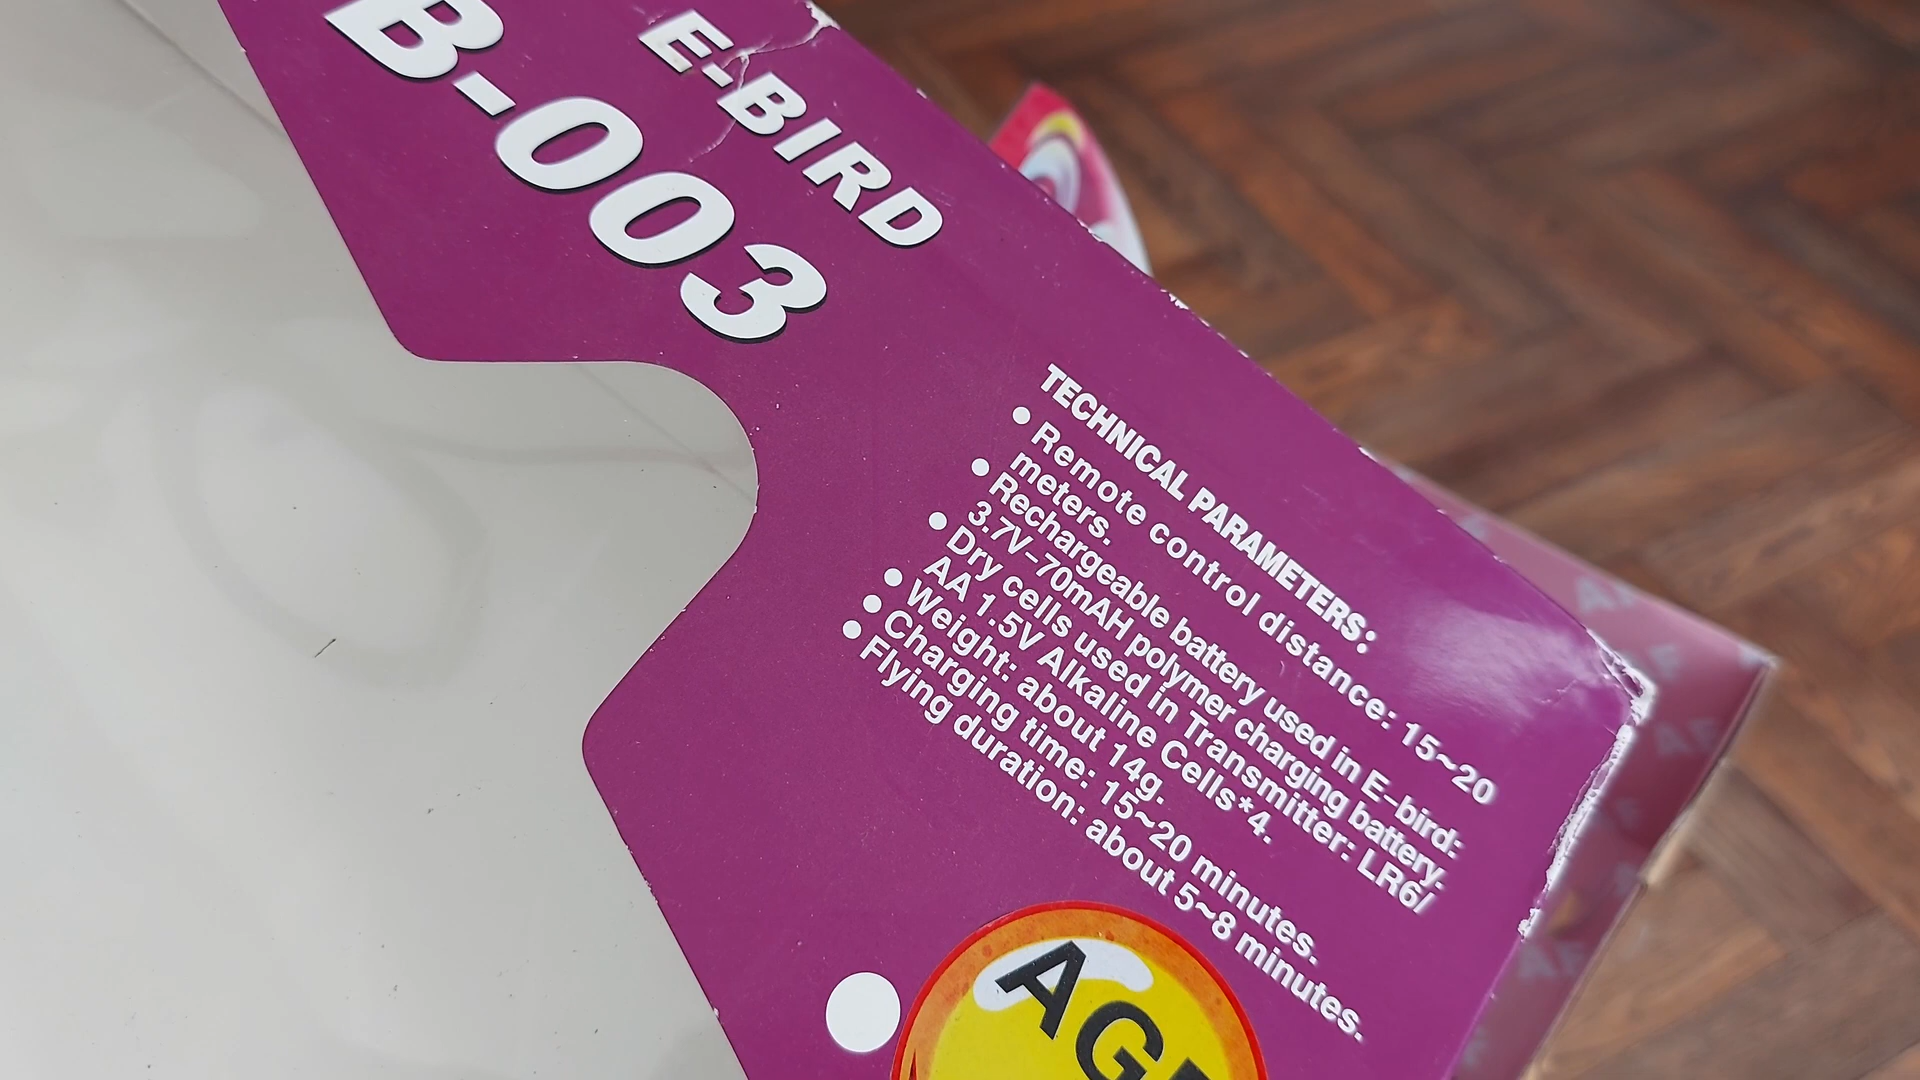 E-BIRD
B-003
TECHNICAL PARAMETERS:
● Remote control distance: 15~20
meters.
● Rechargeable battery used in E-bird:
3.7V-70mAH polymer charging battery.
● Dry cells used in Transmitter: LR6/
AA 1.5V Alkaline Cells*4.
● Weight: about 14g.
● Charging time: 15~20 minutes.
● Flying duration: about 5~8 minutes.